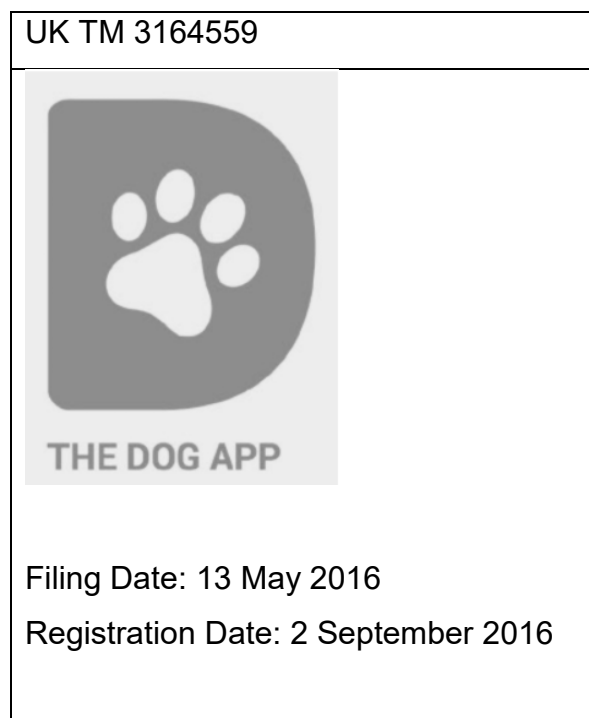 UK TM 3164559
THE DOG APP
Filing Date: 13 May 2016
Registration Date: 2 September 2016